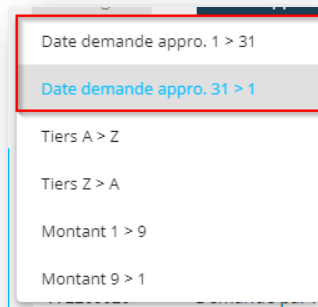 Date demande appro. 1 > 31
Date demande appro. 31 > 1
Tiers A > Z
Tiers Z > A
Montant 1 > 9
Montant 9 > 1